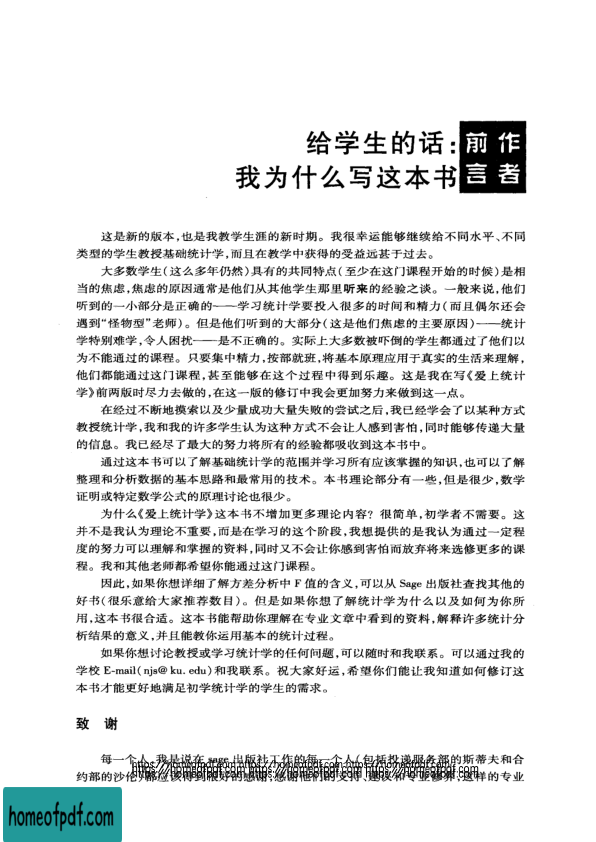 给学生的话：
我为什么写这本书
作者
前言
这是新的版本，也是我教学生涯的新时期。我很幸运能够继续给不同水平、不同
类型的学生教授基础统计学，而且在教学中获得的受益远甚于过去。
大多数学生（这么多年仍然）具有的共同特点（至少在这门课程开始的时候）是相
当的焦虑，焦虑的原因通常是他们从其他学生那里听来的经验之谈。一般来说，他们
听到的一小部分是正确的——学习统计学要投入很多的时间和精力（而且偶尔还会
遇到“怪物型”老师）。但是他们听到的大部分（这是他们焦虑的主要原因）——统计
学特别难学，令人困扰——是不正确的。实际上大多数被吓倒的学生都通过了他们以
为不能通过的课程。只要集中精力，按部就班，将基本原理应用于真实的生活来理解，
他们都能通过这门课程，甚至能够在这个过程中得到乐趣。这是我在写《爱上统计
学》前两版时尽力去做的，在这一版的修订中我会更加努力来做到这一点。
在经过不断地摸索以及少量成功大量失败的尝试之后，我已经学会了以某种方式
教授统计学，我和我的许多学生认为这种方式不会让人感到害怕，同时能够传递大量
的信息。我已经尽了最大的努力将所有的经验都吸收到这本书中。
通过这本书可以了解基础统计学的范围并学习所有应该掌握的知识，也可以了解
整理和分析数据的基本思路和最常用的技术。本书理论部分有一些，但是很少，数学
证明或特定数学公式的原理讨论也很少。
为什么《爱上统计学》这本书不增加更多理论内容？很简单，初学者不需要。这
并不是我认为理论不重要，而是在学习的这个阶段，我想提供的是我认为通过一定程
度的努力可以理解和掌握的资料，同时又不会让你感到害怕而放弃将来选修更多的课
程。我和其他老师都希望你能通过这门课程。
因此，如果你想详细了解方差分析中 F 值的含义，可以从 Sage 出版社查找其他的
好书（很乐意给大家推荐数目）。但是如果你想了解统计学为什么以及如何为你所
用，这本书很合适。这本书能帮助你理解在专业文章中看到的资料，解释许多统计分
析结果的意义，并且能教你运用基本的统计过程。
如果你想讨论教授或学习统计学的任何问题，可以随时和我联系。可以通过我的
学校 E-mail(njs@ku.edu)和我联系。祝大家好运，希望你们能让我知道如何修订这
本书才能更好地满足初学统计学的学生的需求。
致 谢
每一个人，我是说在 sage 出版社工作的每一个人（包括投递服务部的斯蒂夫和合
约部的沙伦）都应该得到很好的感谢，感谢他们的支持、建议和专业修养，这样的专业
https://homeofpdf.com https://homeofpdf.com https://homeofpdf.com
https://homeofpdf.com https://homeofpdf.com https://homeofpdf.com
homeofpdf.com